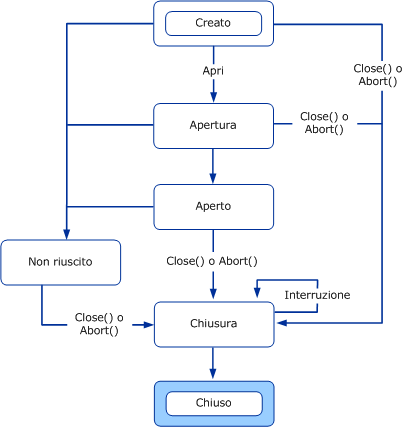 Creato
Apri
Close() o
Abort()
Apertura
Close() o
Abort()
Aperto
Non riuscito
Close() o Abort()
Interruzione
Close() o
Abort()
Chiusura
Chiuso